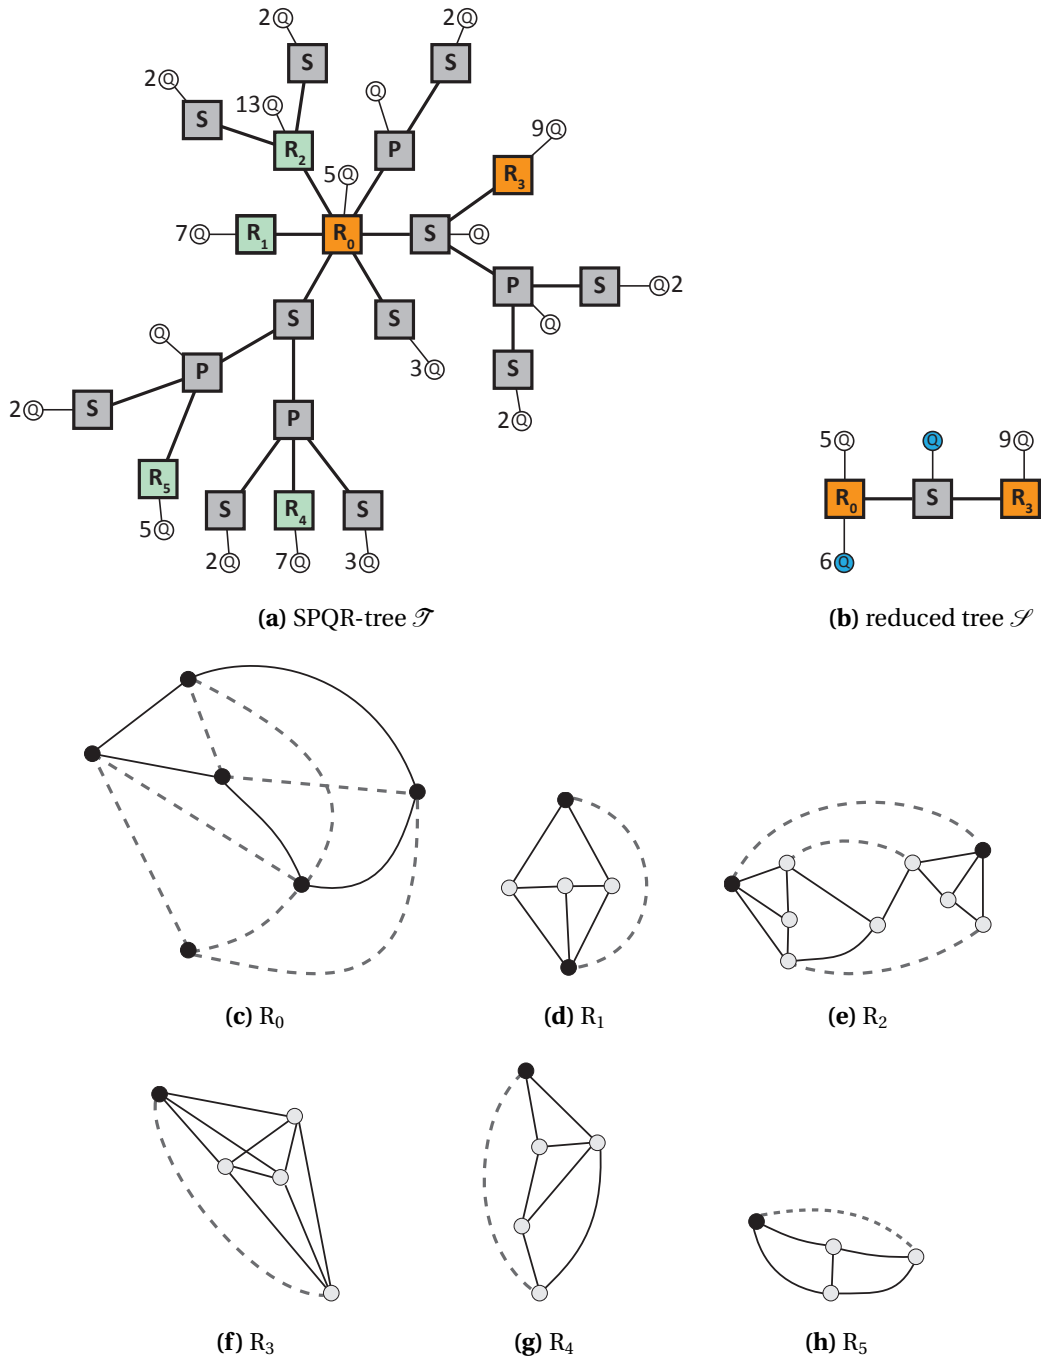 2Q 2Q
S S
2Q
13Q Q
S
R₂ P 9Q
5Q R₃
7Q R₁ R₀ S Q
P S Q2
S S Q
Q
P 3Q S
2Q S 2Q
P
R₅
S R₄ S
5Q
2Q 7Q 3Q
5Q Q 9Q
R₀ S R₃
6Q
(a) SPQR-tree 𝒯 (b) reduced tree 𝒮
(c) R₀ (d) R₁ (e) R₂
(f) R₃ (g) R₄ (h) R₅